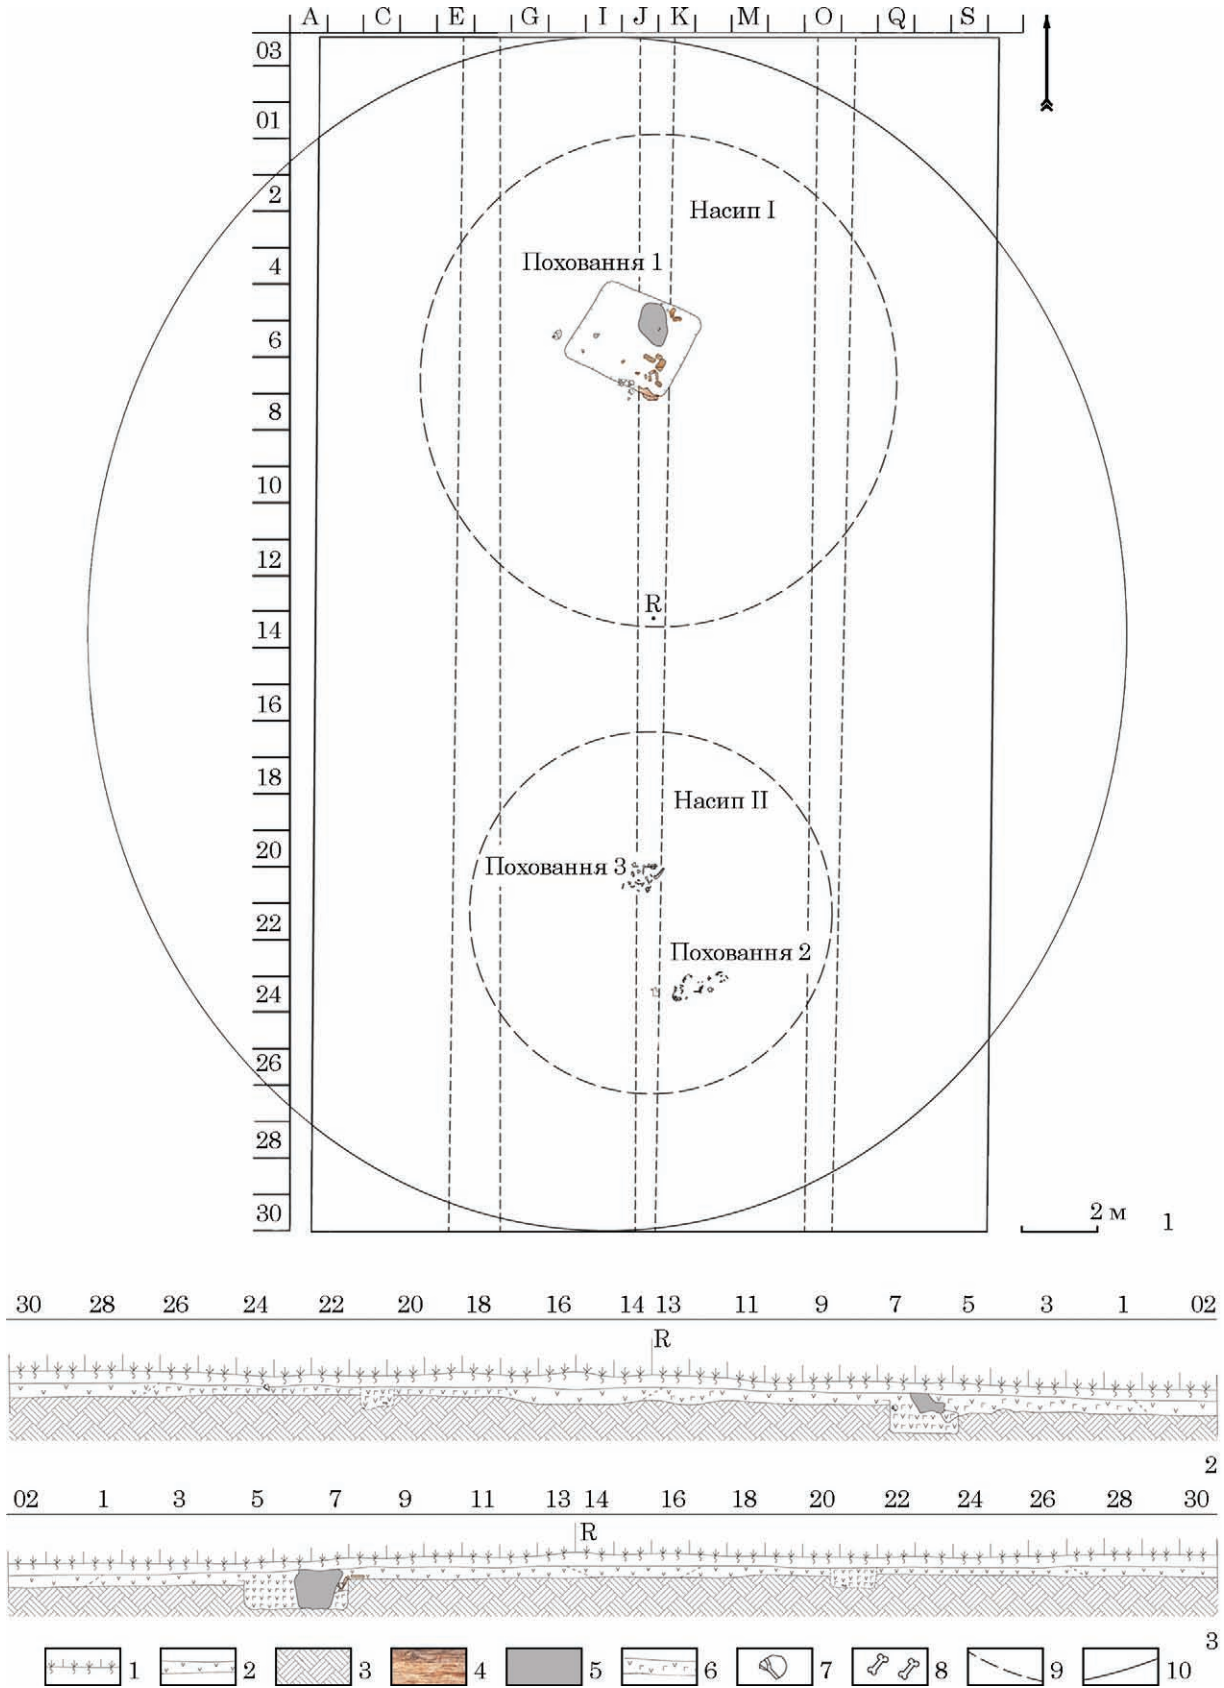 A C E G I J K M O Q S
03
01
2
Насип I
4
Поховання 1
6
8
10
12
R
14
16
18
Насип II
20
Поховання 3
22
Поховання 2
24
26
28
30
2 м 1
30 28 26 24 22 20 18 16 14 13 11 9 7 5 3 1 02
R
2
02 1 3 5 7 9 11 13 14 16 18 20 22 24 26 28 30
R
3
1 2 3 4 5 6 7 8 9 10